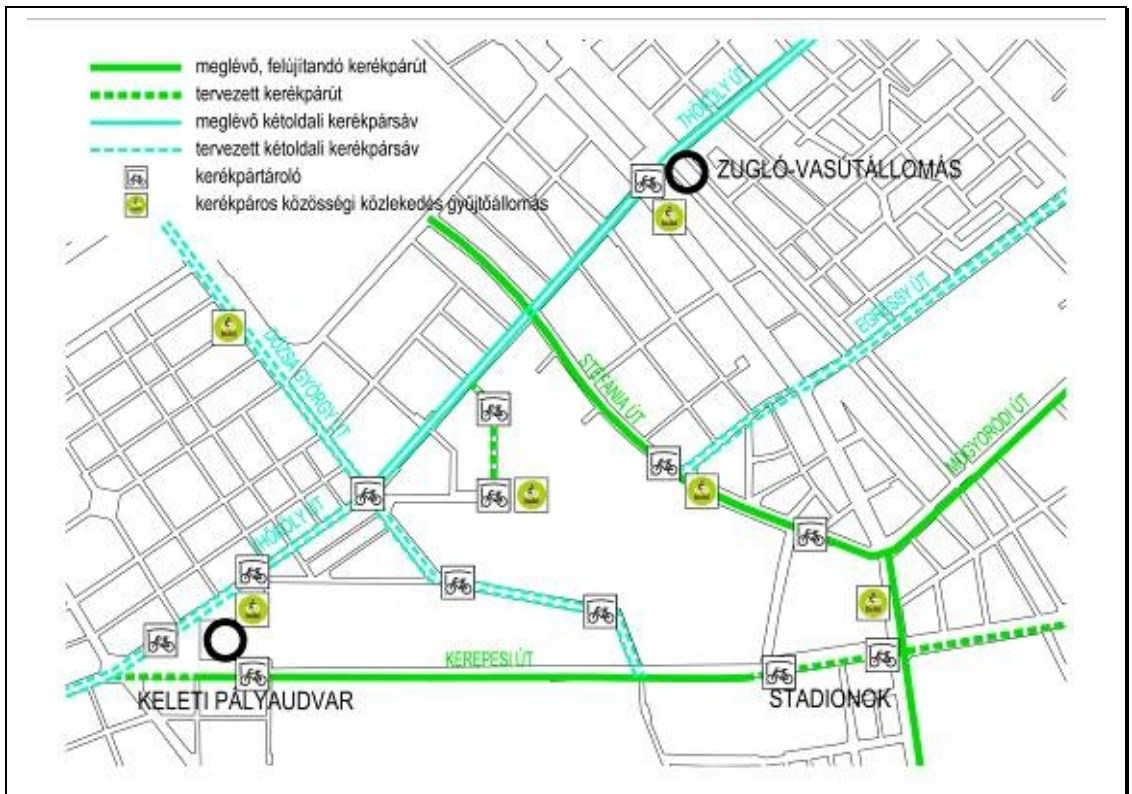 meglévő, felújítandó kerékpárút
tervezett kerékpárút
meglévő kétoldali kerékpársáv
tervezett kétoldali kerékpársáv
kerékpártároló
kerékpáros közösségi közlekedés gyűjtőállomás
THÖKÖLY ÚT
ZUGLÓ-VASÚTÁLLOMÁS
EGRESSY ÚT
DÓZSA GYÖRGY ÚT
STEFÁNIA ÚT
MOGYORÓDI ÚT
THÖKÖLY ÚT
KEREPESI ÚT
KELETI PÁLYAUDVAR
STADIONOK